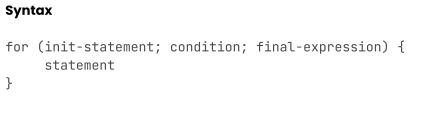 Syntax
for (init-statement; condition; final-expression) {
     statement
}